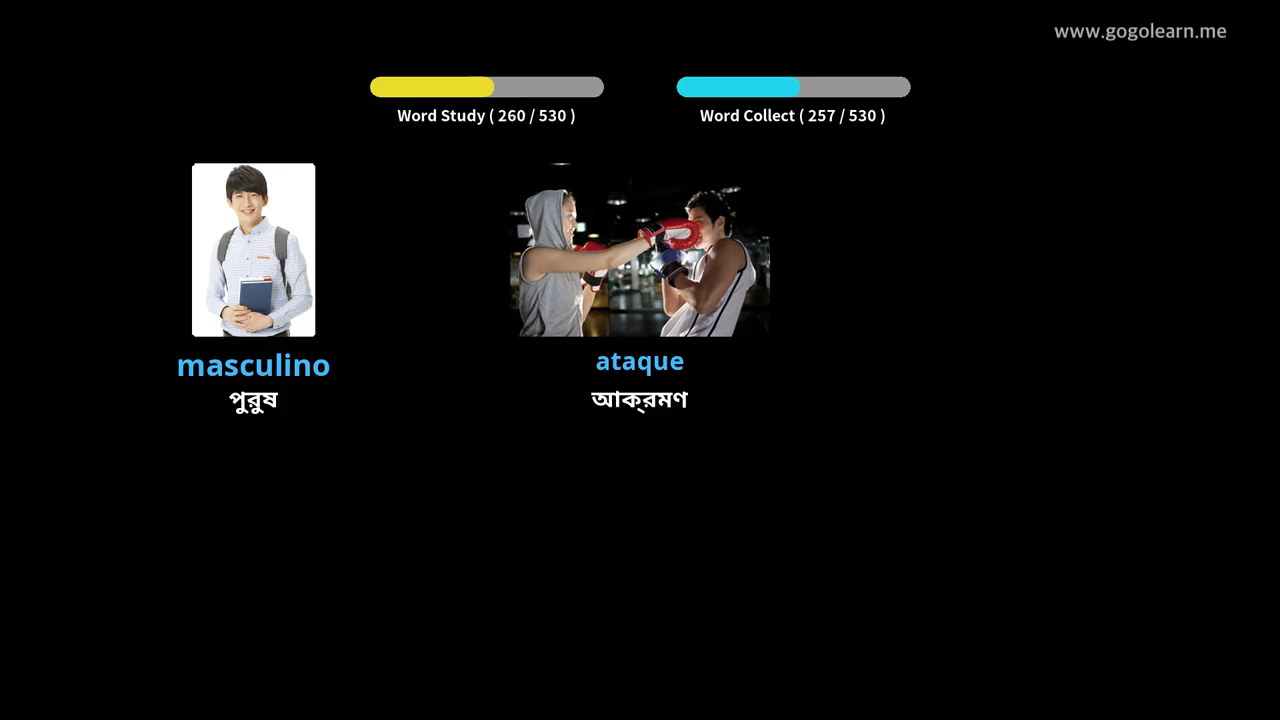 www.gogolearn.me
Word Study ( 260 / 530 )
Word Collect ( 257 / 530 )
masculino
পুরুষ
ataque
আক্রমণ